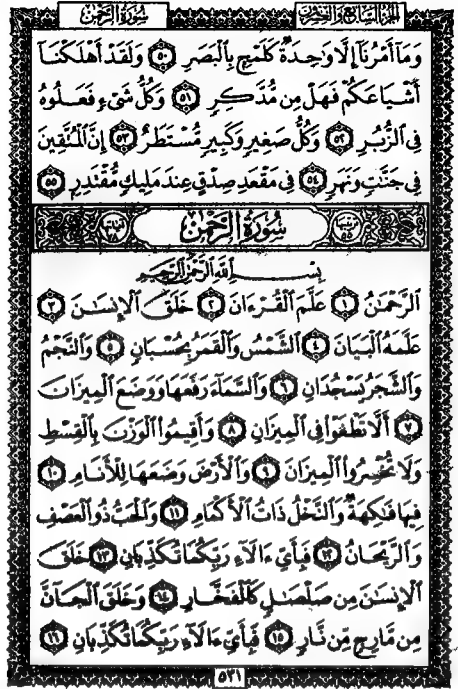 الجزء السابع والعشرون
سُورَةُ الرَّحْمٰن
وَمَآ أَمْرُنَآ إِلَّا وَٰحِدَةٌ كَلَمْحٍۭ بِٱلْبَصَرِ ۝٥٠ وَلَقَدْ أَهْلَكْنَآ
أَشْيَاعَكُمْ فَهَلْ مِن مُّدَّكِرٍ ۝٥١ وَكُلُّ شَىْءٍ فَعَلُوهُ
فِى ٱلزُّبُرِ ۝٥٢ وَكُلُّ صَغِيرٍ وَكَبِيرٍ مُّسْتَطَرٌ ۝٥٣ إِنَّ ٱلْمُتَّقِينَ
فِى جَنَّٰتٍ وَنَهَرٍ ۝٥٤ فِى مَقْعَدِ صِدْقٍ عِندَ مَلِيكٍ مُّقْتَدِرٍۭ ۝٥٥
سُورَةُ الرَّحْمٰن
بِسْمِ ٱللَّهِ ٱلرَّحْمَٰنِ ٱلرَّحِيمِ
ٱلرَّحْمَٰنُ ۝١ عَلَّمَ ٱلْقُرْءَانَ ۝٢ خَلَقَ ٱلْإِنسَٰنَ ۝٣
عَلَّمَهُ ٱلْبَيَانَ ۝٤ ٱلشَّمْسُ وَٱلْقَمَرُ بِحُسْبَانٍ ۝٥ وَٱلنَّجْمُ
وَٱلشَّجَرُ يَسْجُدَانِ ۝٦ وَٱلسَّمَآءَ رَفَعَهَا وَوَضَعَ ٱلْمِيزَانَ
۝٧ أَلَّا تَطْغَوْا۟ فِى ٱلْمِيزَانِ ۝٨ وَأَقِيمُوا۟ ٱلْوَزْنَ بِٱلْقِسْطِ
وَلَا تُخْسِرُوا۟ ٱلْمِيزَانَ ۝٩ وَٱلْأَرْضَ وَضَعَهَا لِلْأَنَامِ ۝١٠
فِيهَا فَٰكِهَةٌ وَٱلنَّخْلُ ذَاتُ ٱلْأَكْمَامِ ۝١١ وَٱلْحَبُّ ذُو ٱلْعَصْفِ
وَٱلرَّيْحَانُ ۝١٢ فَبِأَىِّ ءَالَآءِ رَبِّكُمَا تُكَذِّبَانِ ۝١٣ خَلَقَ
ٱلْإِنسَٰنَ مِن صَلْصَٰلٍ كَٱلْفَخَّارِ ۝١٤ وَخَلَقَ ٱلْجَآنَّ
مِن مَّارِجٍ مِّن نَّارٍ ۝١٥ فَبِأَىِّ ءَالَآءِ رَبِّكُمَا تُكَذِّبَانِ ۝١٦
٥٣١